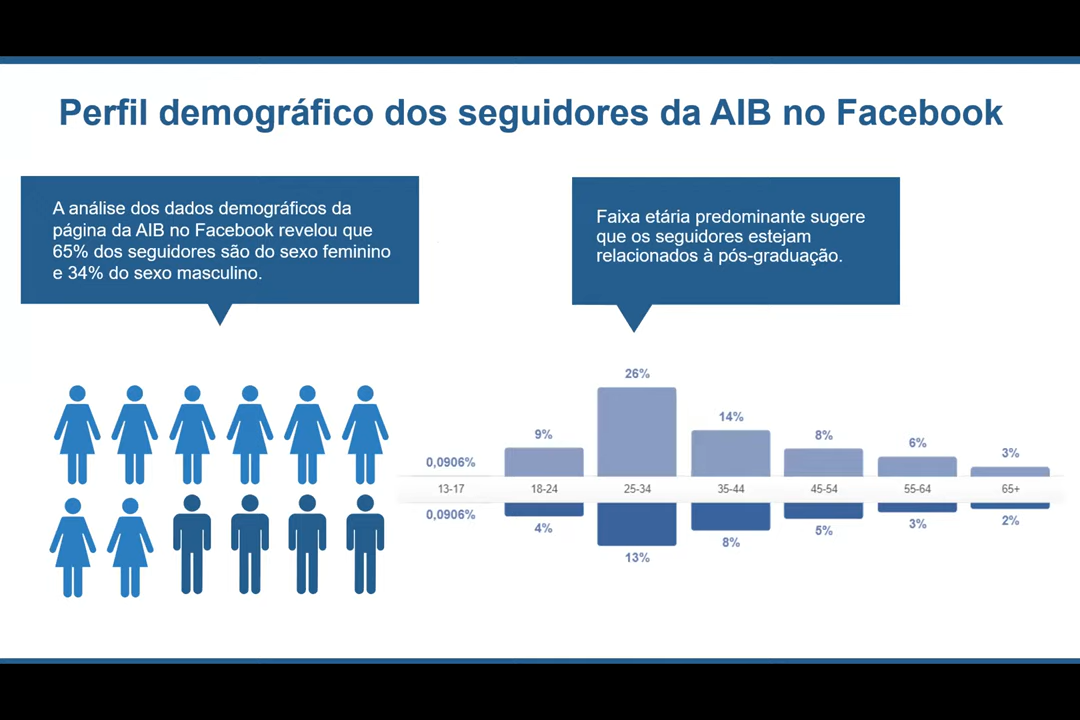 Perfil demográfico dos seguidores da AIB no Facebook
A análise dos dados demográficos da
página da AIB no Facebook revelou que
65% dos seguidores são do sexo feminino
e 34% do sexo masculino.
Faixa etária predominante sugere
que os seguidores estejam
relacionados à pós-graduação.
0,0906% 9% 26% 14% 8% 6% 3%
13-17 18-24 25-34 35-44 45-54 55-64 65+
0,0906% 4% 13% 8% 5% 3% 2%